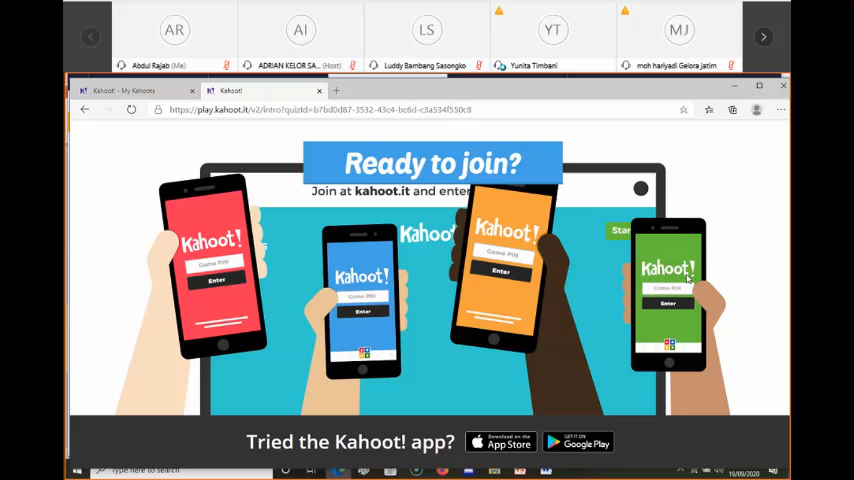 AR
AI
LS
YT
MJ
Abdul Rajab (Me)
ADRIAN KELOR SA... (Host)
Luddy Bambang Sasongko
Yunita Timbani
moh hariyadi Gelora jatim
Kahoot! - My Kahoots
Kahoot!
https://play.kahoot.it/v2/intro?quizId=b7bd0d87-3532-43c4-bc6d-c3a534f550c8
Ready to join?
Join at kahoot.it and enter
Kahoot!
Game PIN
Enter
Kahoot!
Game PIN
Enter
Kahoot
Kahoot!
Game PIN
Enter
Star
Kahoot!
Game PIN
Enter
Tried the Kahoot! app?
Download on the
App Store
GET IT ON
Google Play
Type here to search
19/09/2020